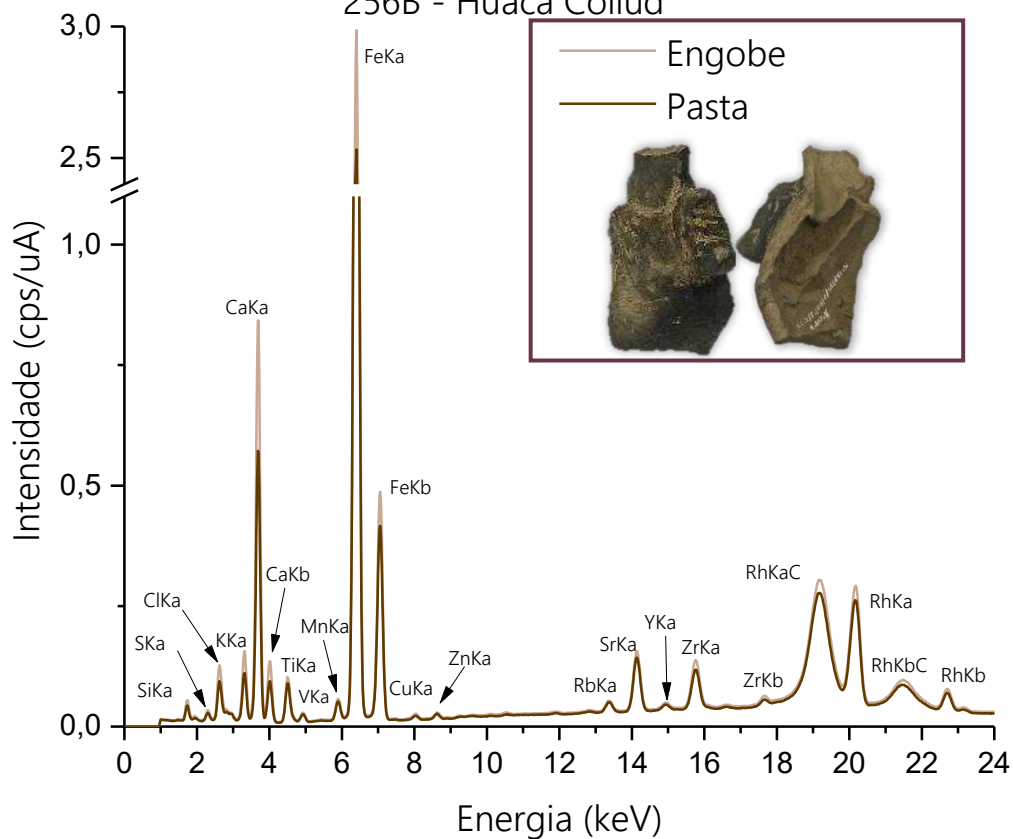 256B - Huaca Collud
Engobe
Pasta
Intensidade (cps/uA)
3,0
2,5
1,0
0,5
0,0
FeKa
CaKa
FeKb
CaKb
ClKa
SKa
KKa
MnKa
TiKa
SiKa
VKa
CuKa
ZnKa
RbKa
SrKa
YKa
ZrKa
ZrKb
RhKaC
RhKa
RhKbC
RhKb
0 2 4 6 8 10 12 14 16 18 20 22 24
Energia (keV)